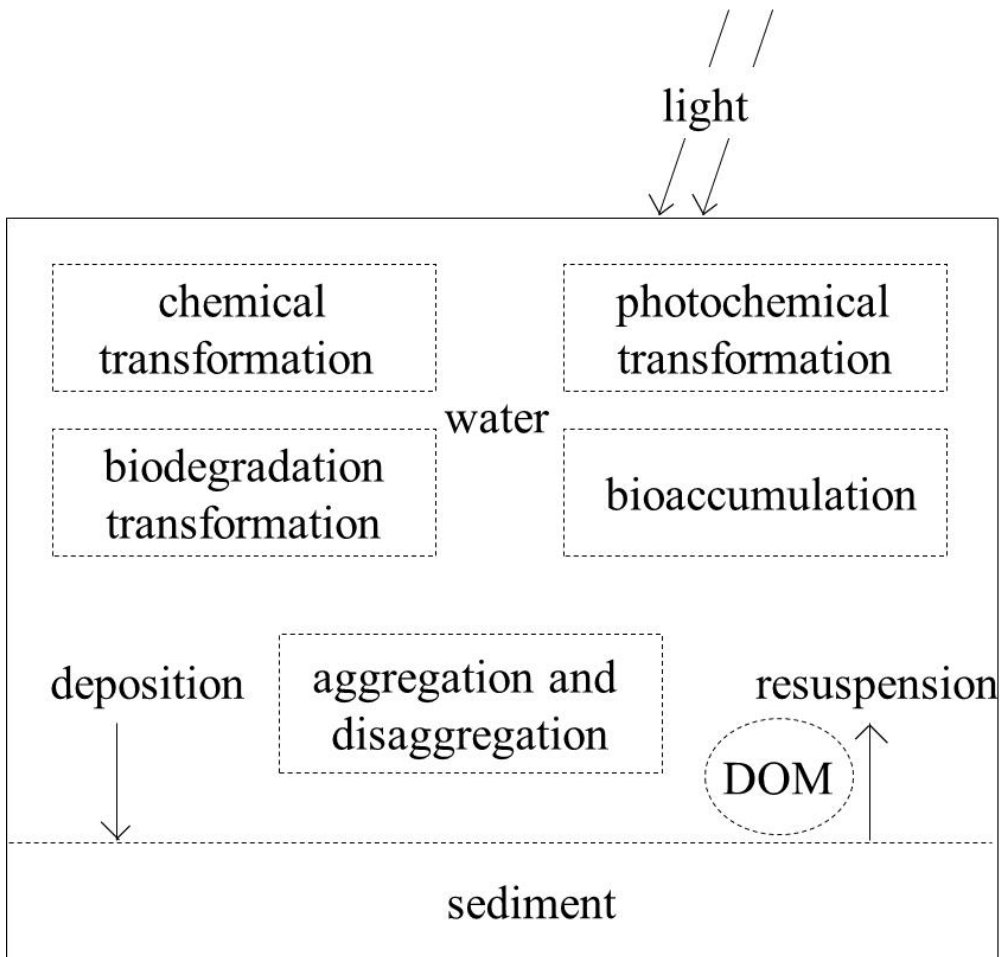 light
chemical
transformation
photochemical
transformation
water
biodegradation
transformation
bioaccumulation
deposition
aggregation and
disaggregation
resuspension
DOM
sediment